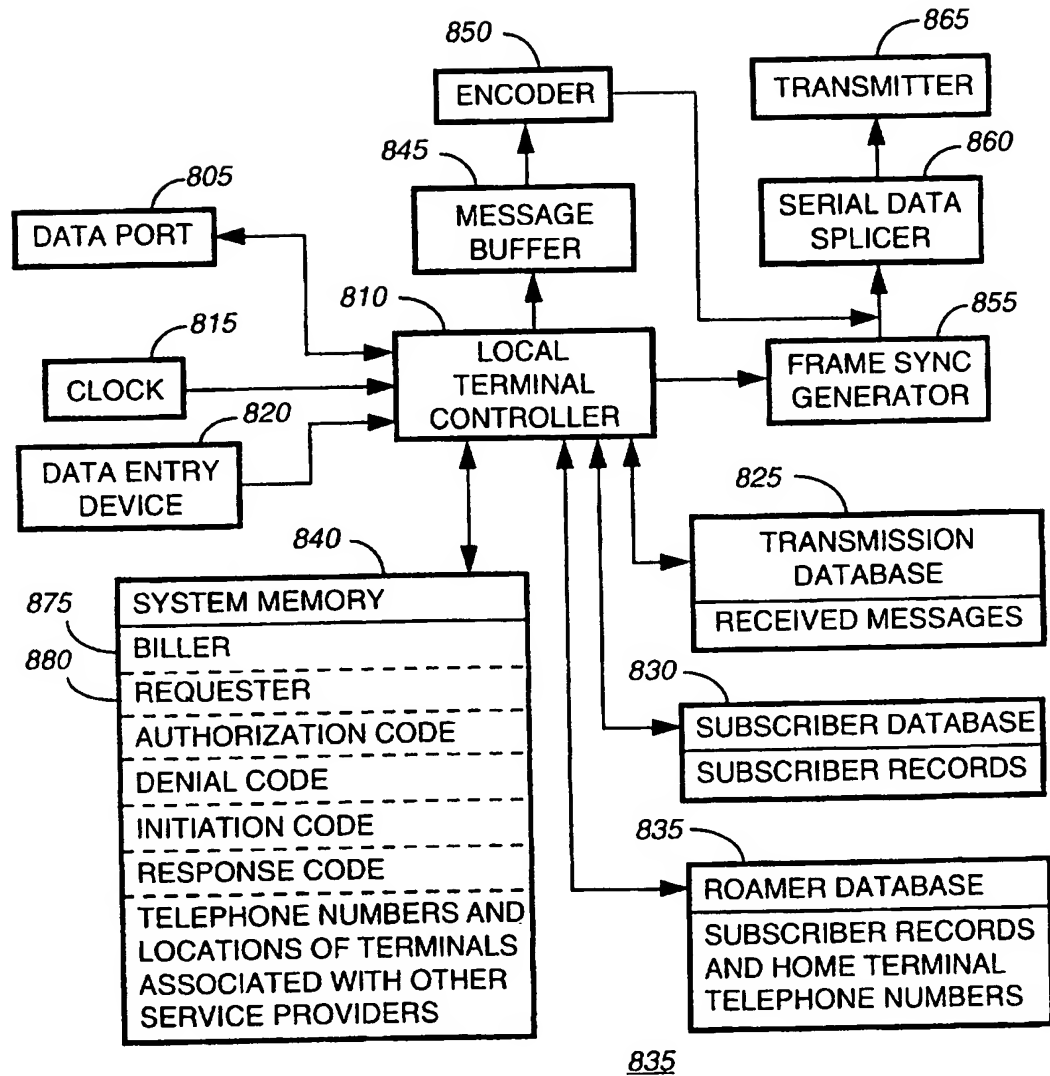 850
ENCODER
865
TRANSMITTER
845
MESSAGE
BUFFER
860
SERIAL DATA
SPLICER
805
DATA PORT
815
CLOCK
820
DATA ENTRY
DEVICE
810
LOCAL
TERMINAL
CONTROLLER
855
FRAME SYNC
GENERATOR
825
TRANSMISSION
DATABASE
RECEIVED MESSAGES
830
SUBSCRIBER DATABASE
SUBSCRIBER RECORDS
835
ROAMER DATABASE
SUBSCRIBER RECORDS
AND HOME TERMINAL
TELEPHONE NUMBERS
840
SYSTEM MEMORY
875
BILLER
880
REQUESTER
AUTHORIZATION CODE
DENIAL CODE
INITIATION CODE
RESPONSE CODE
TELEPHONE NUMBERS AND
LOCATIONS OF TERMINALS
ASSOCIATED WITH OTHER
SERVICE PROVIDERS
835